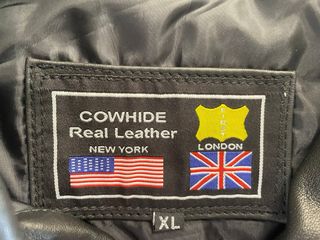 COWHIDE
Real Leather
NEW YORK
LONDON
XL